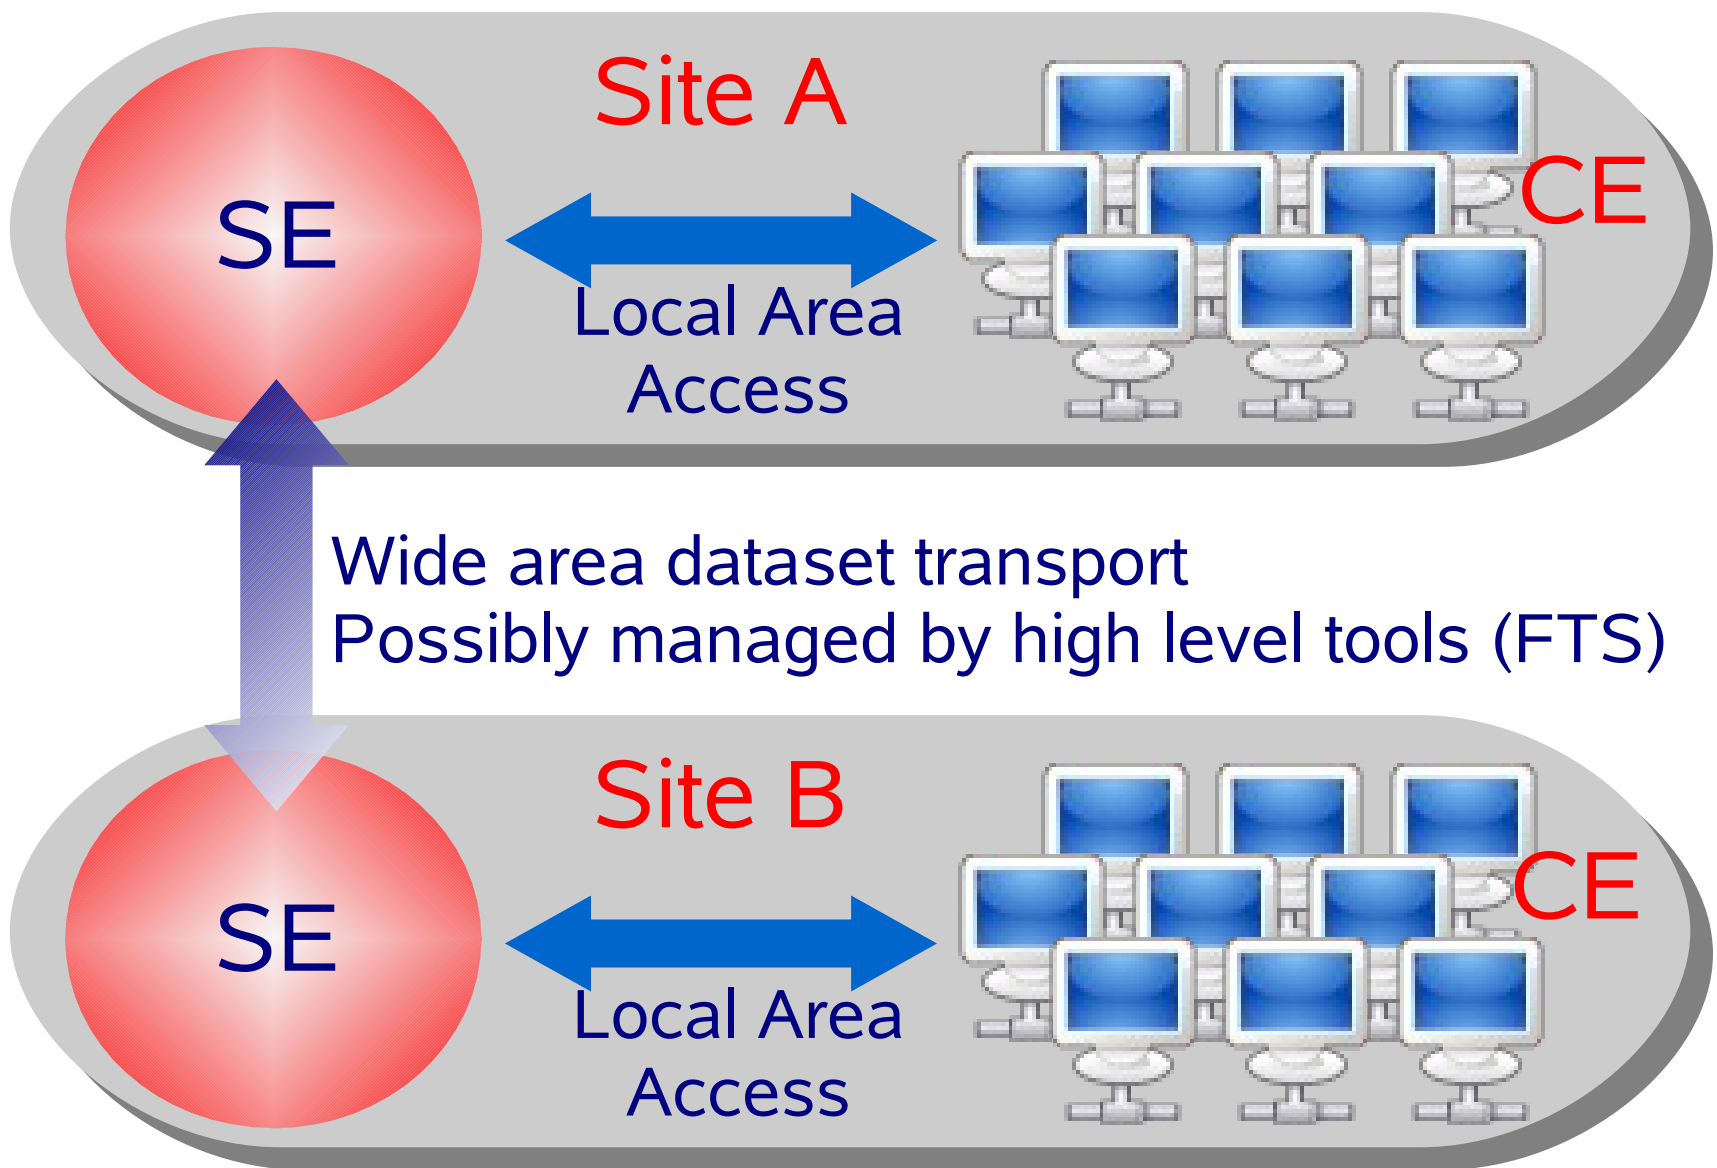 Site A
SE
CE
Local Area
Access
Wide area dataset transport
Possibly managed by high level tools (FTS)
Site B
SE
CE
Local Area
Access